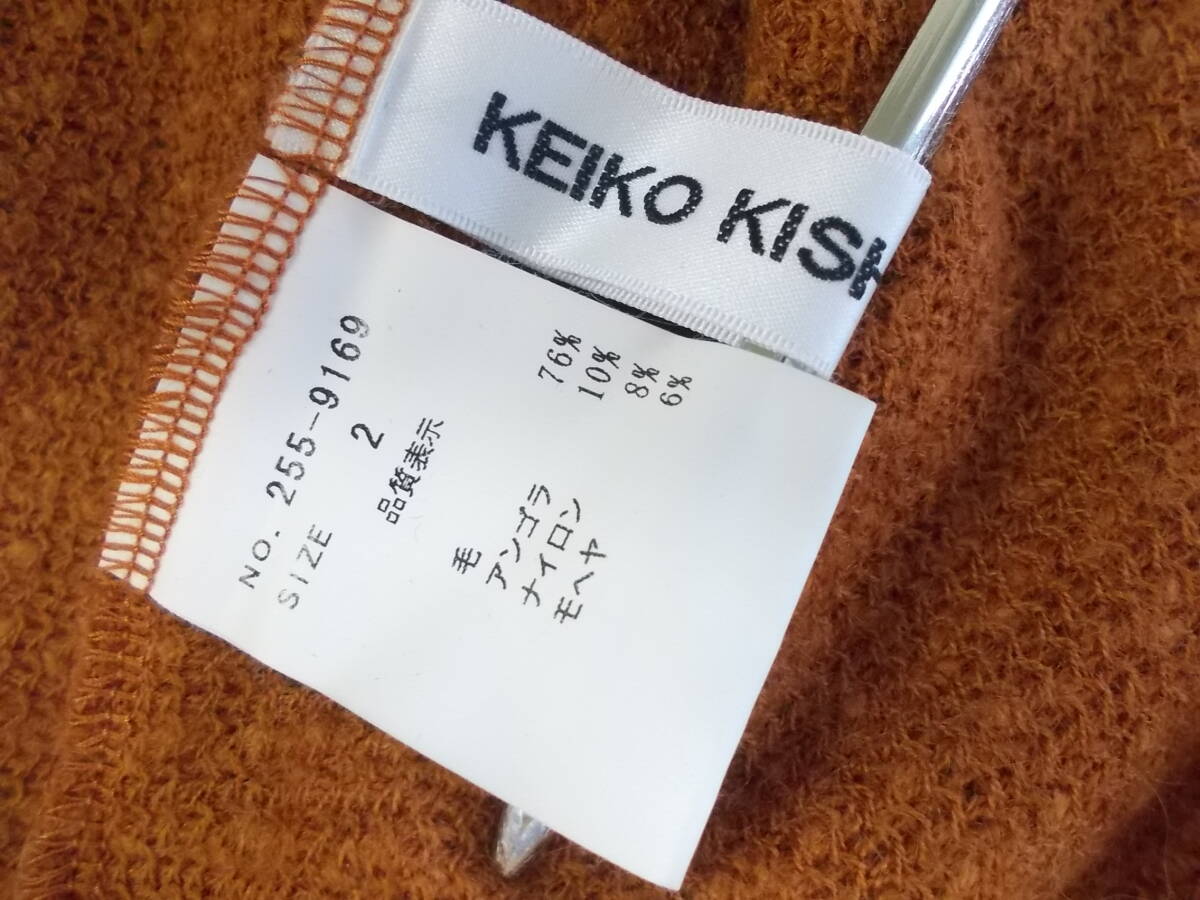 KEIKO KISH
NO. 255-9169
SIZE 2
品質表示
毛 76%
アンゴラ 10%
ナイロン 8%
モヘヤ 6%